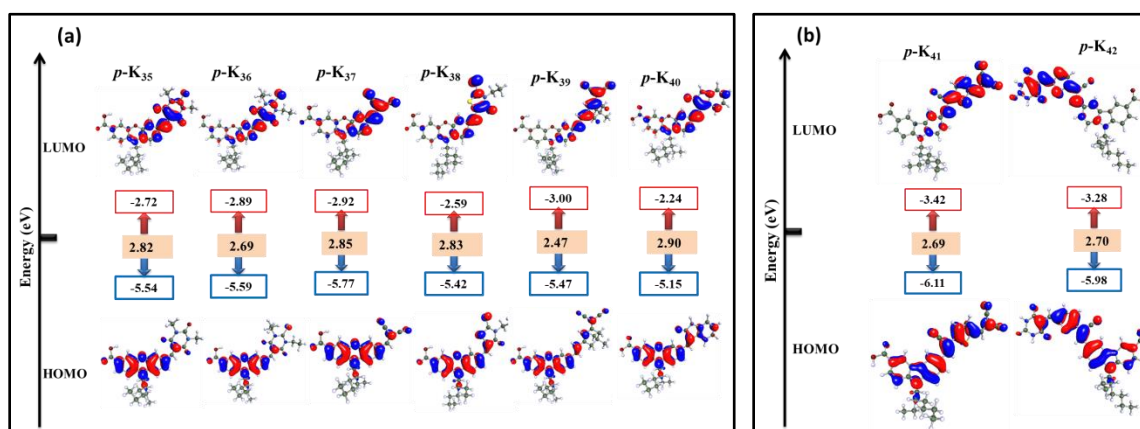 (a)
p-K35 p-K36 p-K37 p-K38 p-K39 p-K40
LUMO
-2.72 -2.89 -2.92 -2.59 -3.00 -2.24
2.82 2.69 2.85 2.83 2.47 2.90
-5.54 -5.59 -5.77 -5.42 -5.47 -5.15
HOMO
Energy (eV)
(b)
p-K41 p-K42
LUMO
-3.42 -3.28
2.69 2.70
-6.11 -5.98
HOMO
Energy (eV)